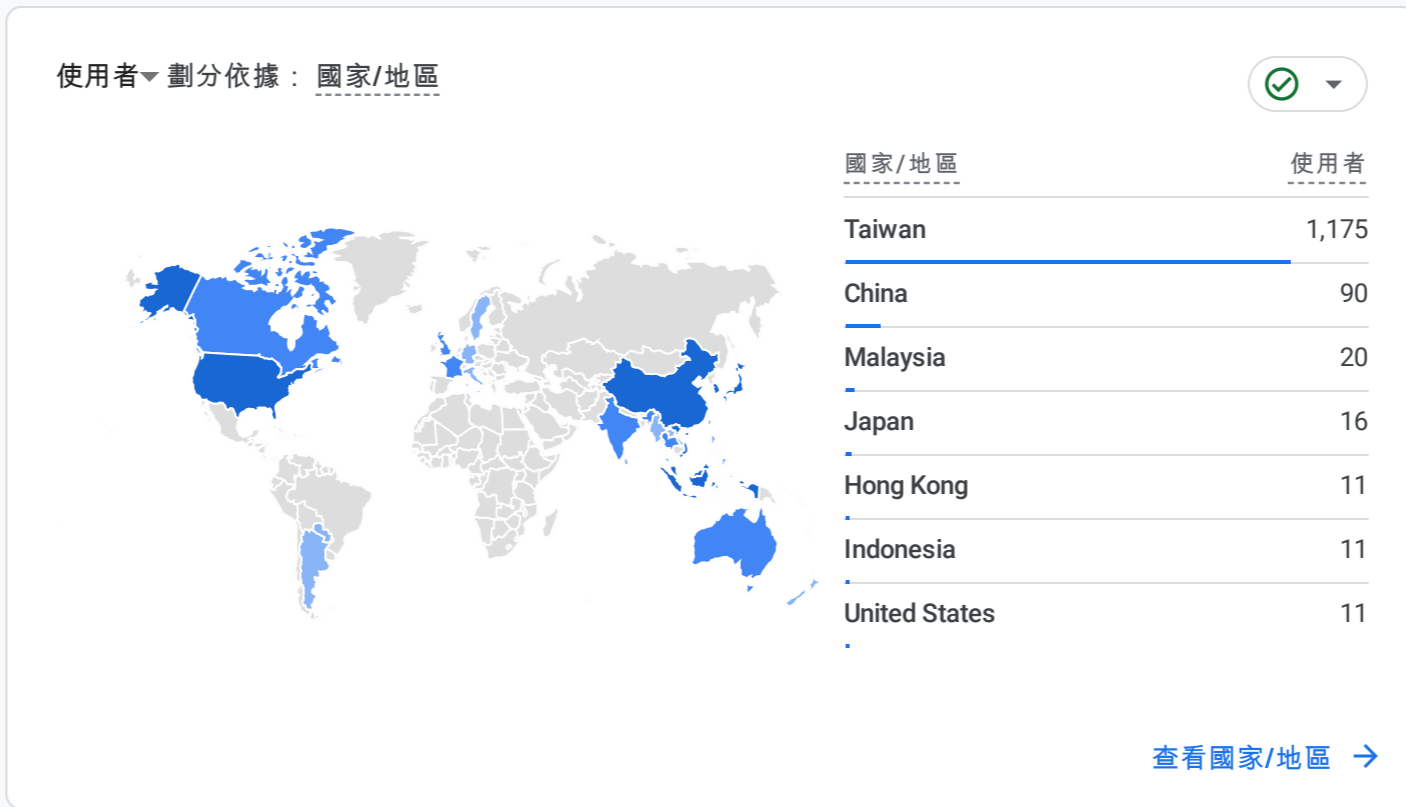 使用者 劃分依據： 國家/地區
國家/地區 使用者
Taiwan 1,175
China 90
Malaysia 20
Japan 16
Hong Kong 11
Indonesia 11
United States 11
查看國家/地區